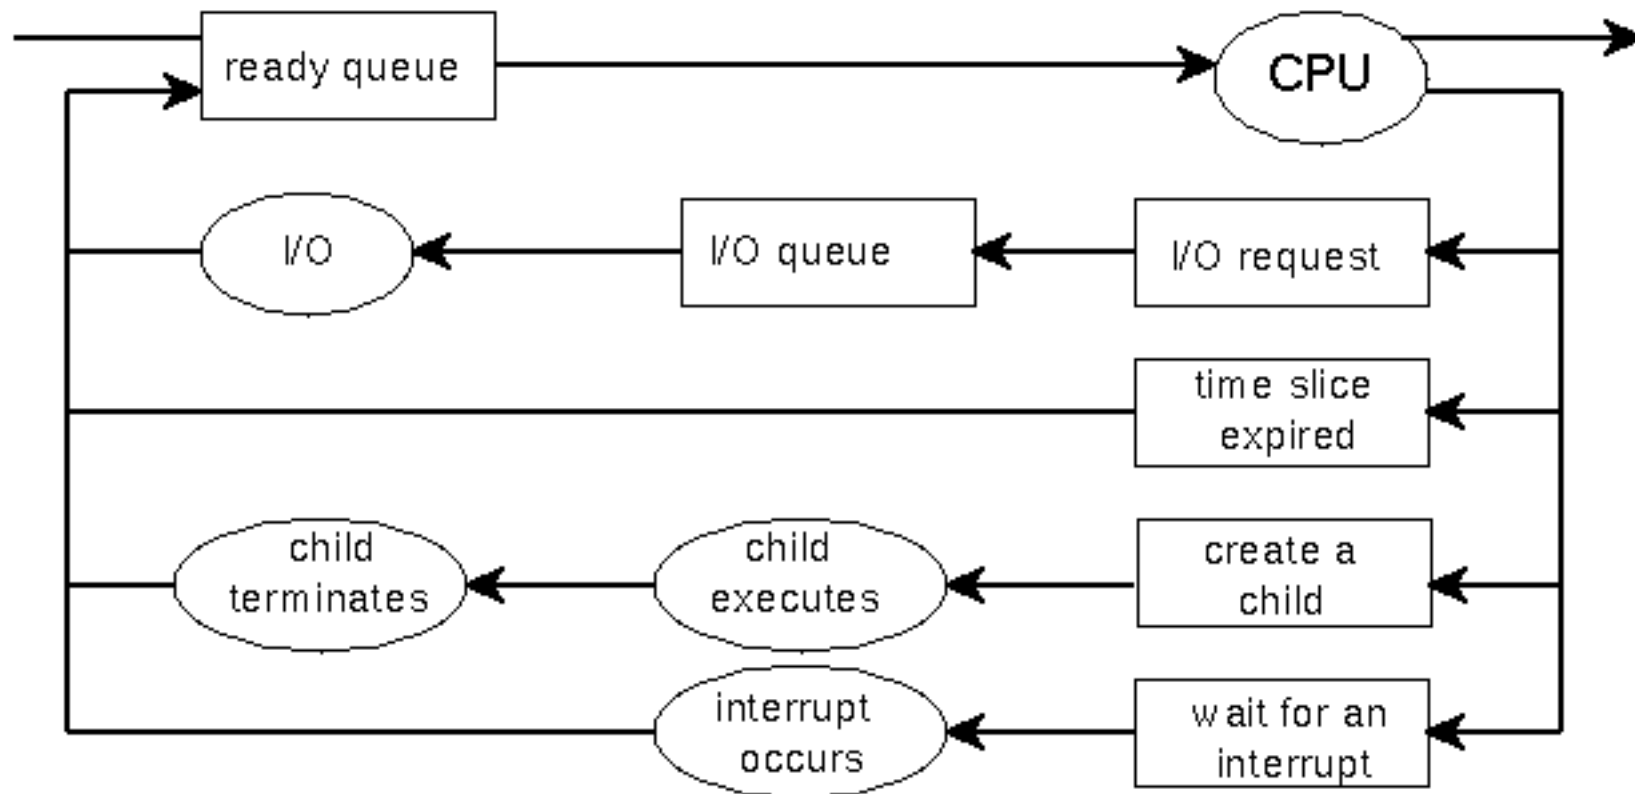 ready queue
CPU
I/O
I/O queue
I/O request
time slice
expired
child
terminates
child
executes
create a
child
interrupt
occurs
wait for an
interrupt